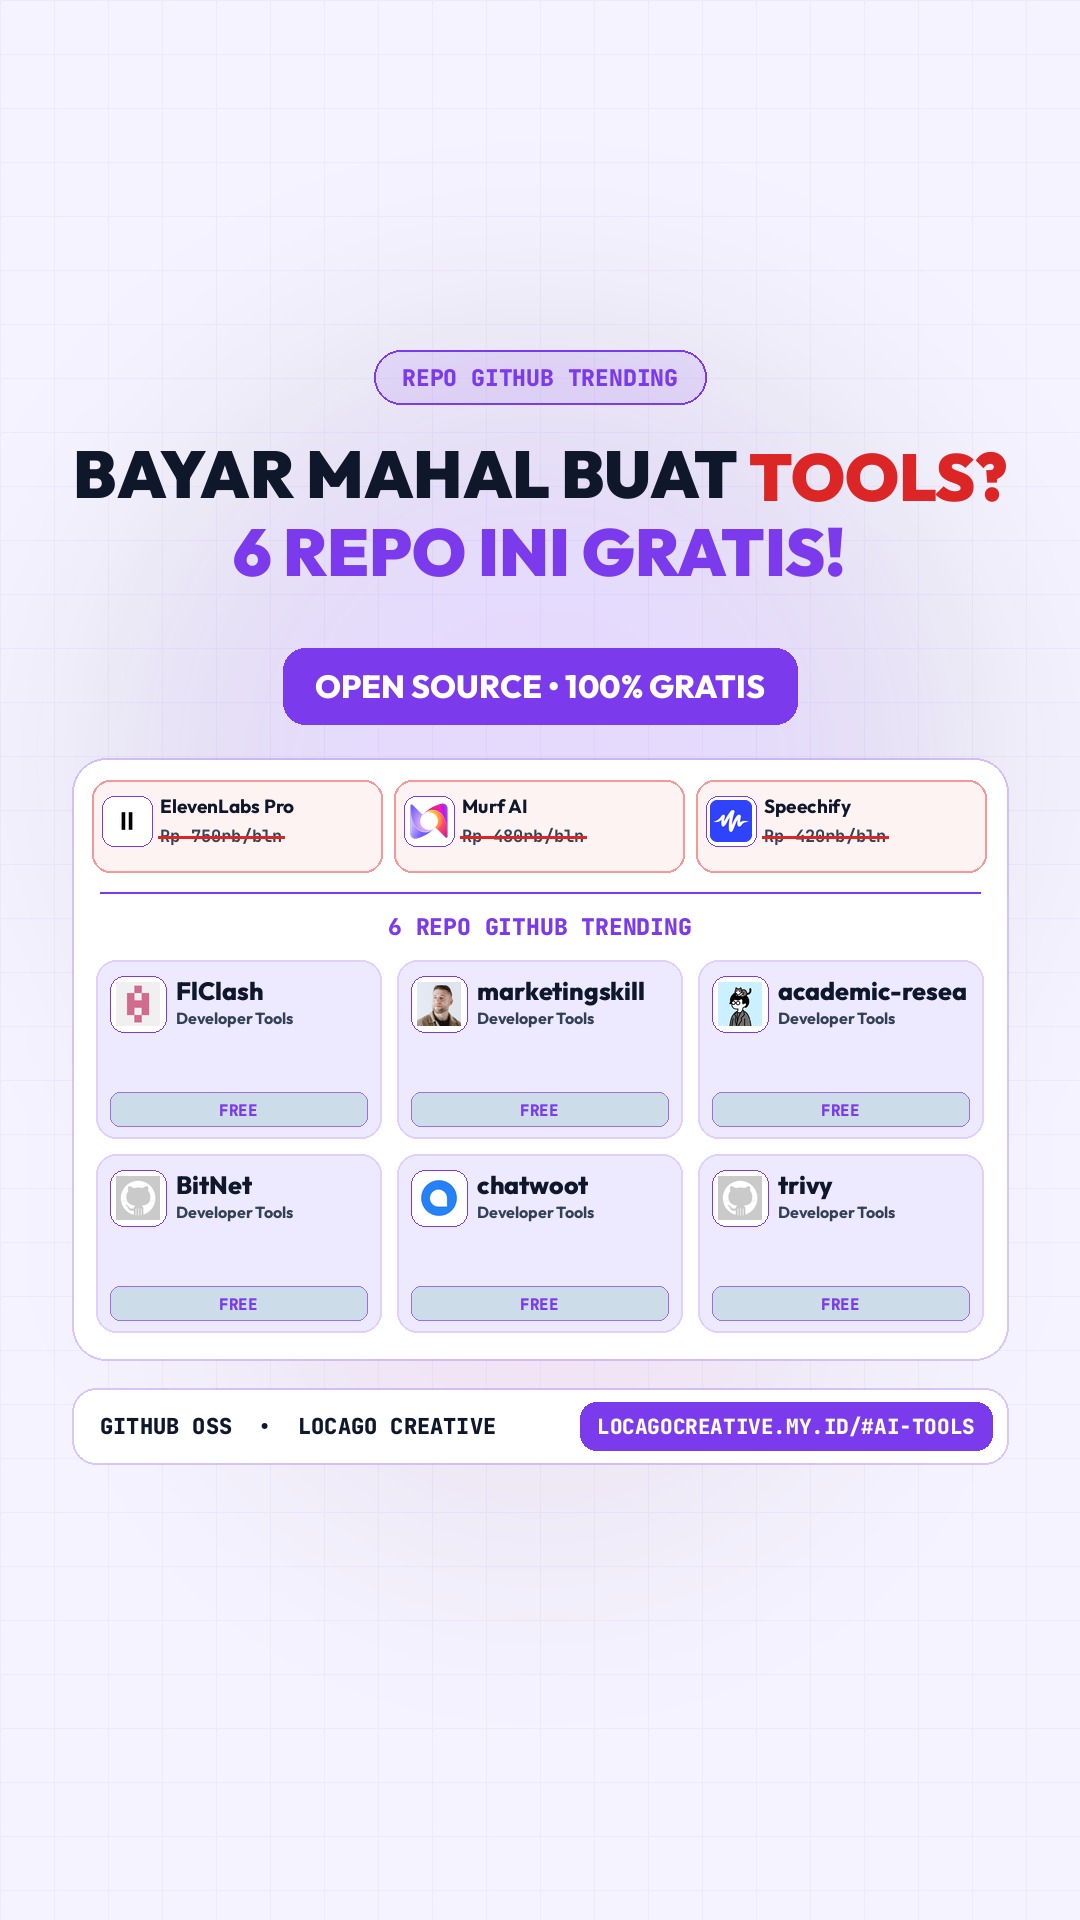 REPO GITHUB TRENDING
BAYAR MAHAL BUAT TOOLS?
6 REPO INI GRATIS!
OPEN SOURCE • 100% GRATIS
ElevenLabs Pro
Rp 750rb/bln
Murf AI
Rp 480rb/bln
Speechify
Rp 420rb/bln
6 REPO GITHUB TRENDING
FlClash
Developer Tools
FREE
marketingskill
Developer Tools
FREE
academic-resea
Developer Tools
FREE
BitNet
Developer Tools
FREE
chatwoot
Developer Tools
FREE
trivy
Developer Tools
FREE
GITHUB OSS • LOCAGO CREATIVE
LOCAGOCREATIVE.MY.ID/#AI-TOOLS